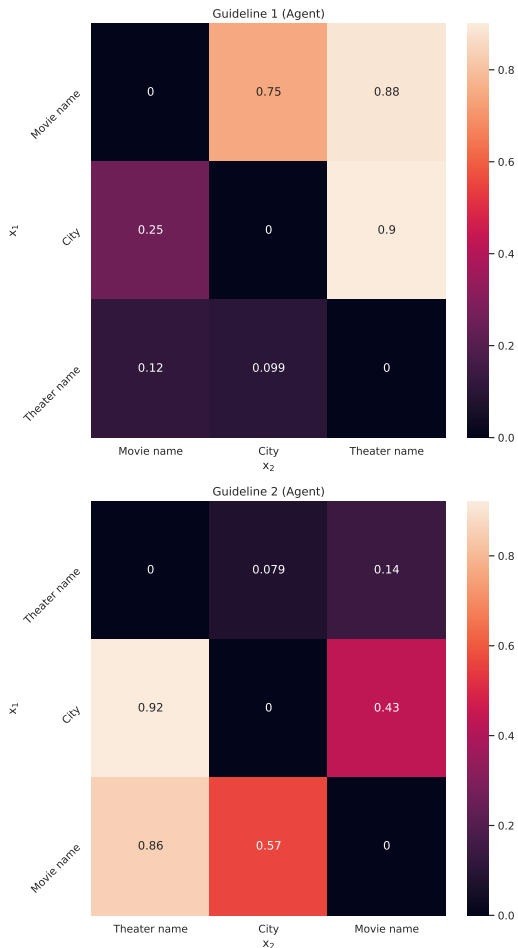 Guideline 1 (Agent)
Movie name 0 0.75 0.88
City 0.25 0 0.9
Theater name 0.12 0.099 0
x₁
Movie name City Theater name
x₂
0.8
0.6
0.4
0.2
0.0
Guideline 2 (Agent)
Theater name 0 0.079 0.14
City 0.92 0 0.43
Movie name 0.86 0.57 0
x₁
Theater name City Movie name
x₂
0.8
0.6
0.4
0.2
0.0